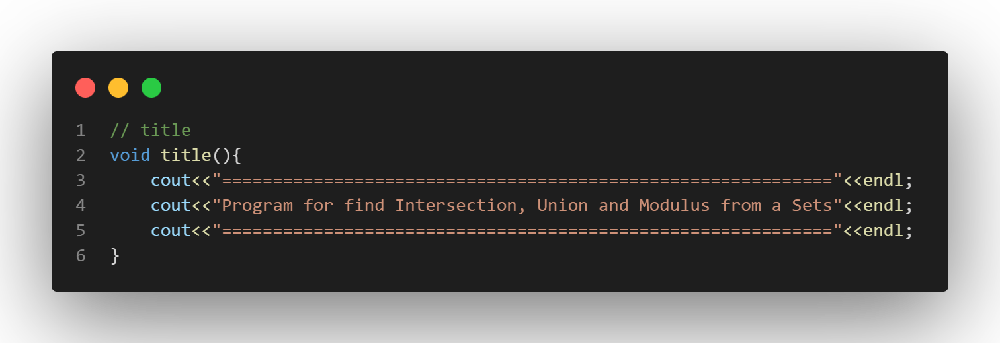 1 // title
2 void title(){
3     cout<<"============================================================"<<endl;
4     cout<<"Program for find Intersection, Union and Modulus from a Sets"<<endl;
5     cout<<"============================================================"<<endl;
6 }